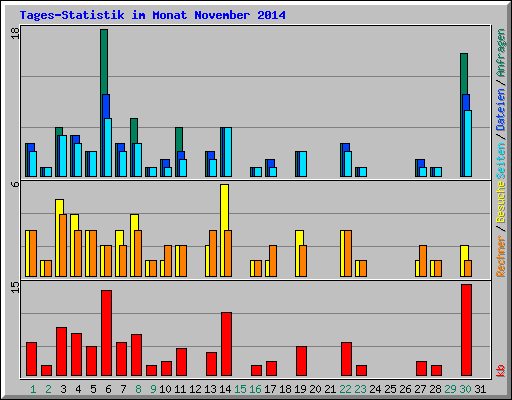 Tages-Statistik im Monat November 2014
18
6
15
Rechner / Besuche Seiten / Dateien / Anfragen
kb
1 2 3 4 5 6 7 8 9 10 11 12 13 14 15 16 17 18 19 20 21 22 23 24 25 26 27 28 29 30 31